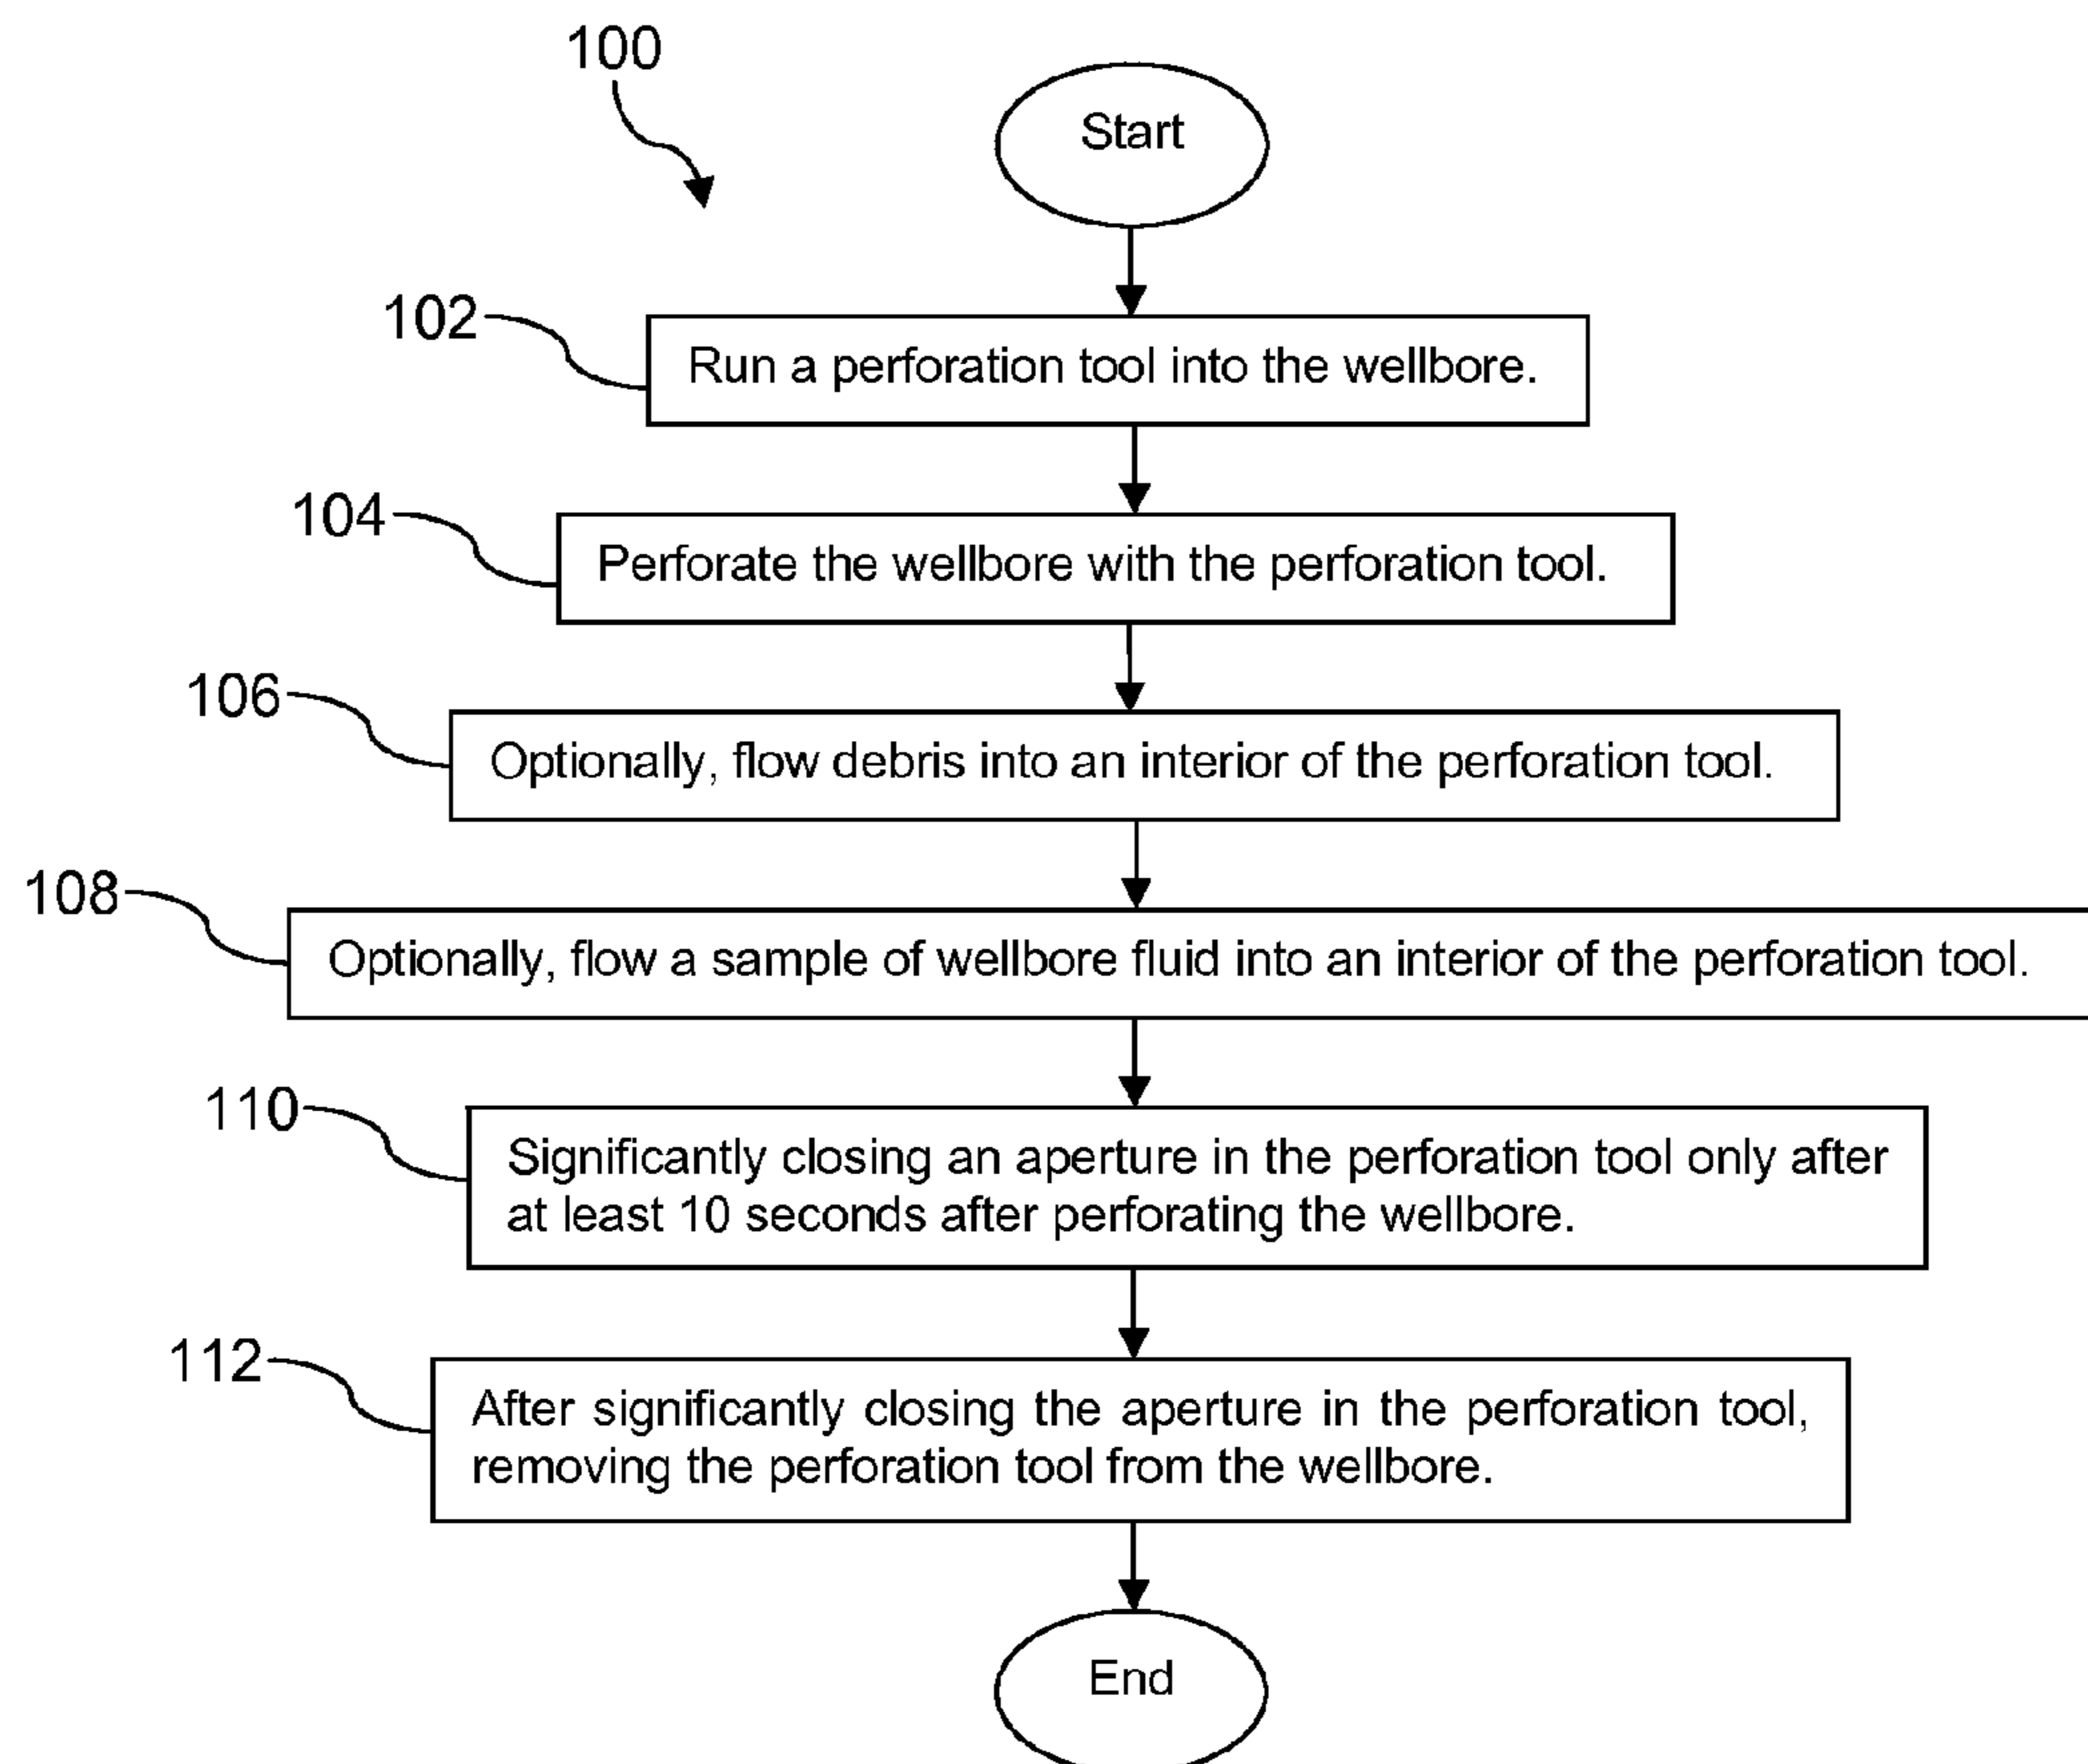 100
Start
102
Run a perforation tool into the wellbore.
104
Perforate the wellbore with the perforation tool.
106
Optionally, flow debris into an interior of the perforation tool.
108
Optionally, flow a sample of wellbore fluid into an interior of the perforation tool.
110
Significantly closing an aperture in the perforation tool only after
at least 10 seconds after perforating the wellbore.
112
After significantly closing the aperture in the perforation tool,
removing the perforation tool from the wellbore.
End